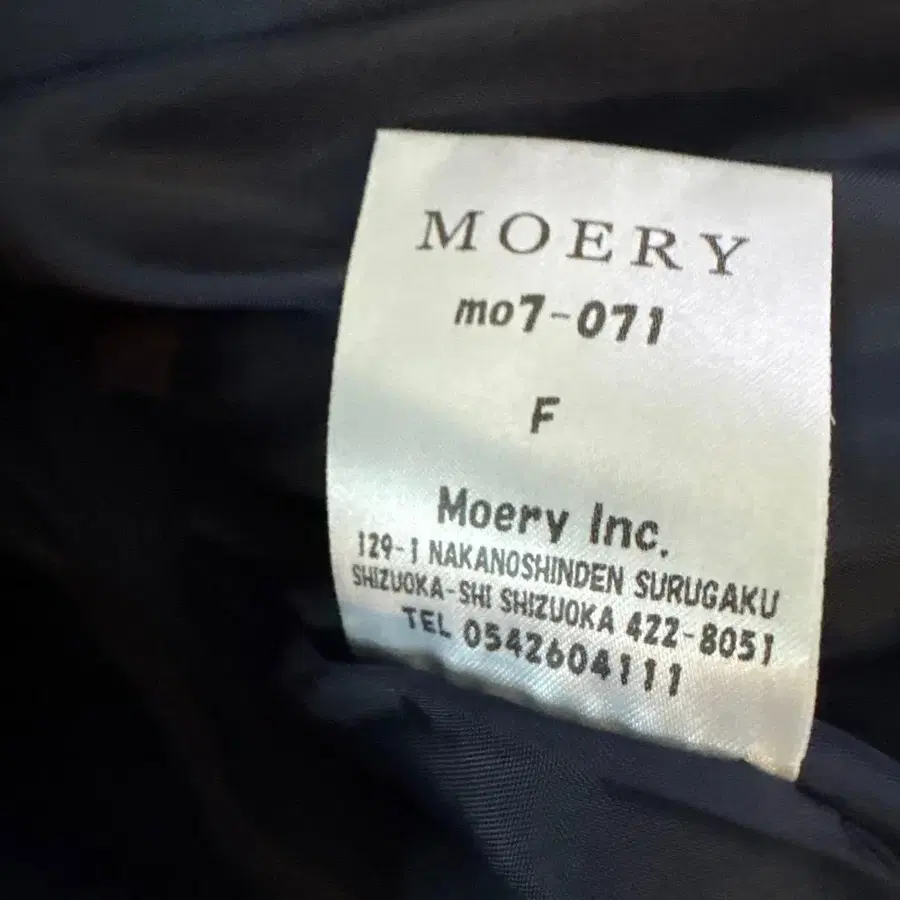 MOERY
mo7-071
F
Moery Inc.
129-1 NAKANOSHINDEN SURUGAKU
SHIZUOKA-SHI SHIZUOKA 422-8051
TEL 0542604111